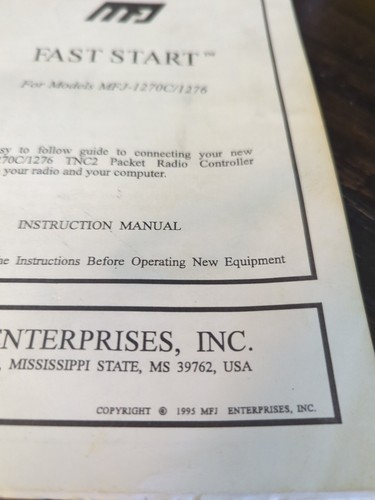 MFJ
FAST START™
For Models MFJ-1270C/1276
sy to follow guide to connecting your new
70C/1276 TNC2 Packet Radio Controller
your radio and your computer.
INSTRUCTION MANUAL
he Instructions Before Operating New Equipment
ENTERPRISES, INC.
, MISSISSIPPI STATE, MS 39762, USA
COPYRIGHT © 1995 MFJ ENTERPRISES, INC.